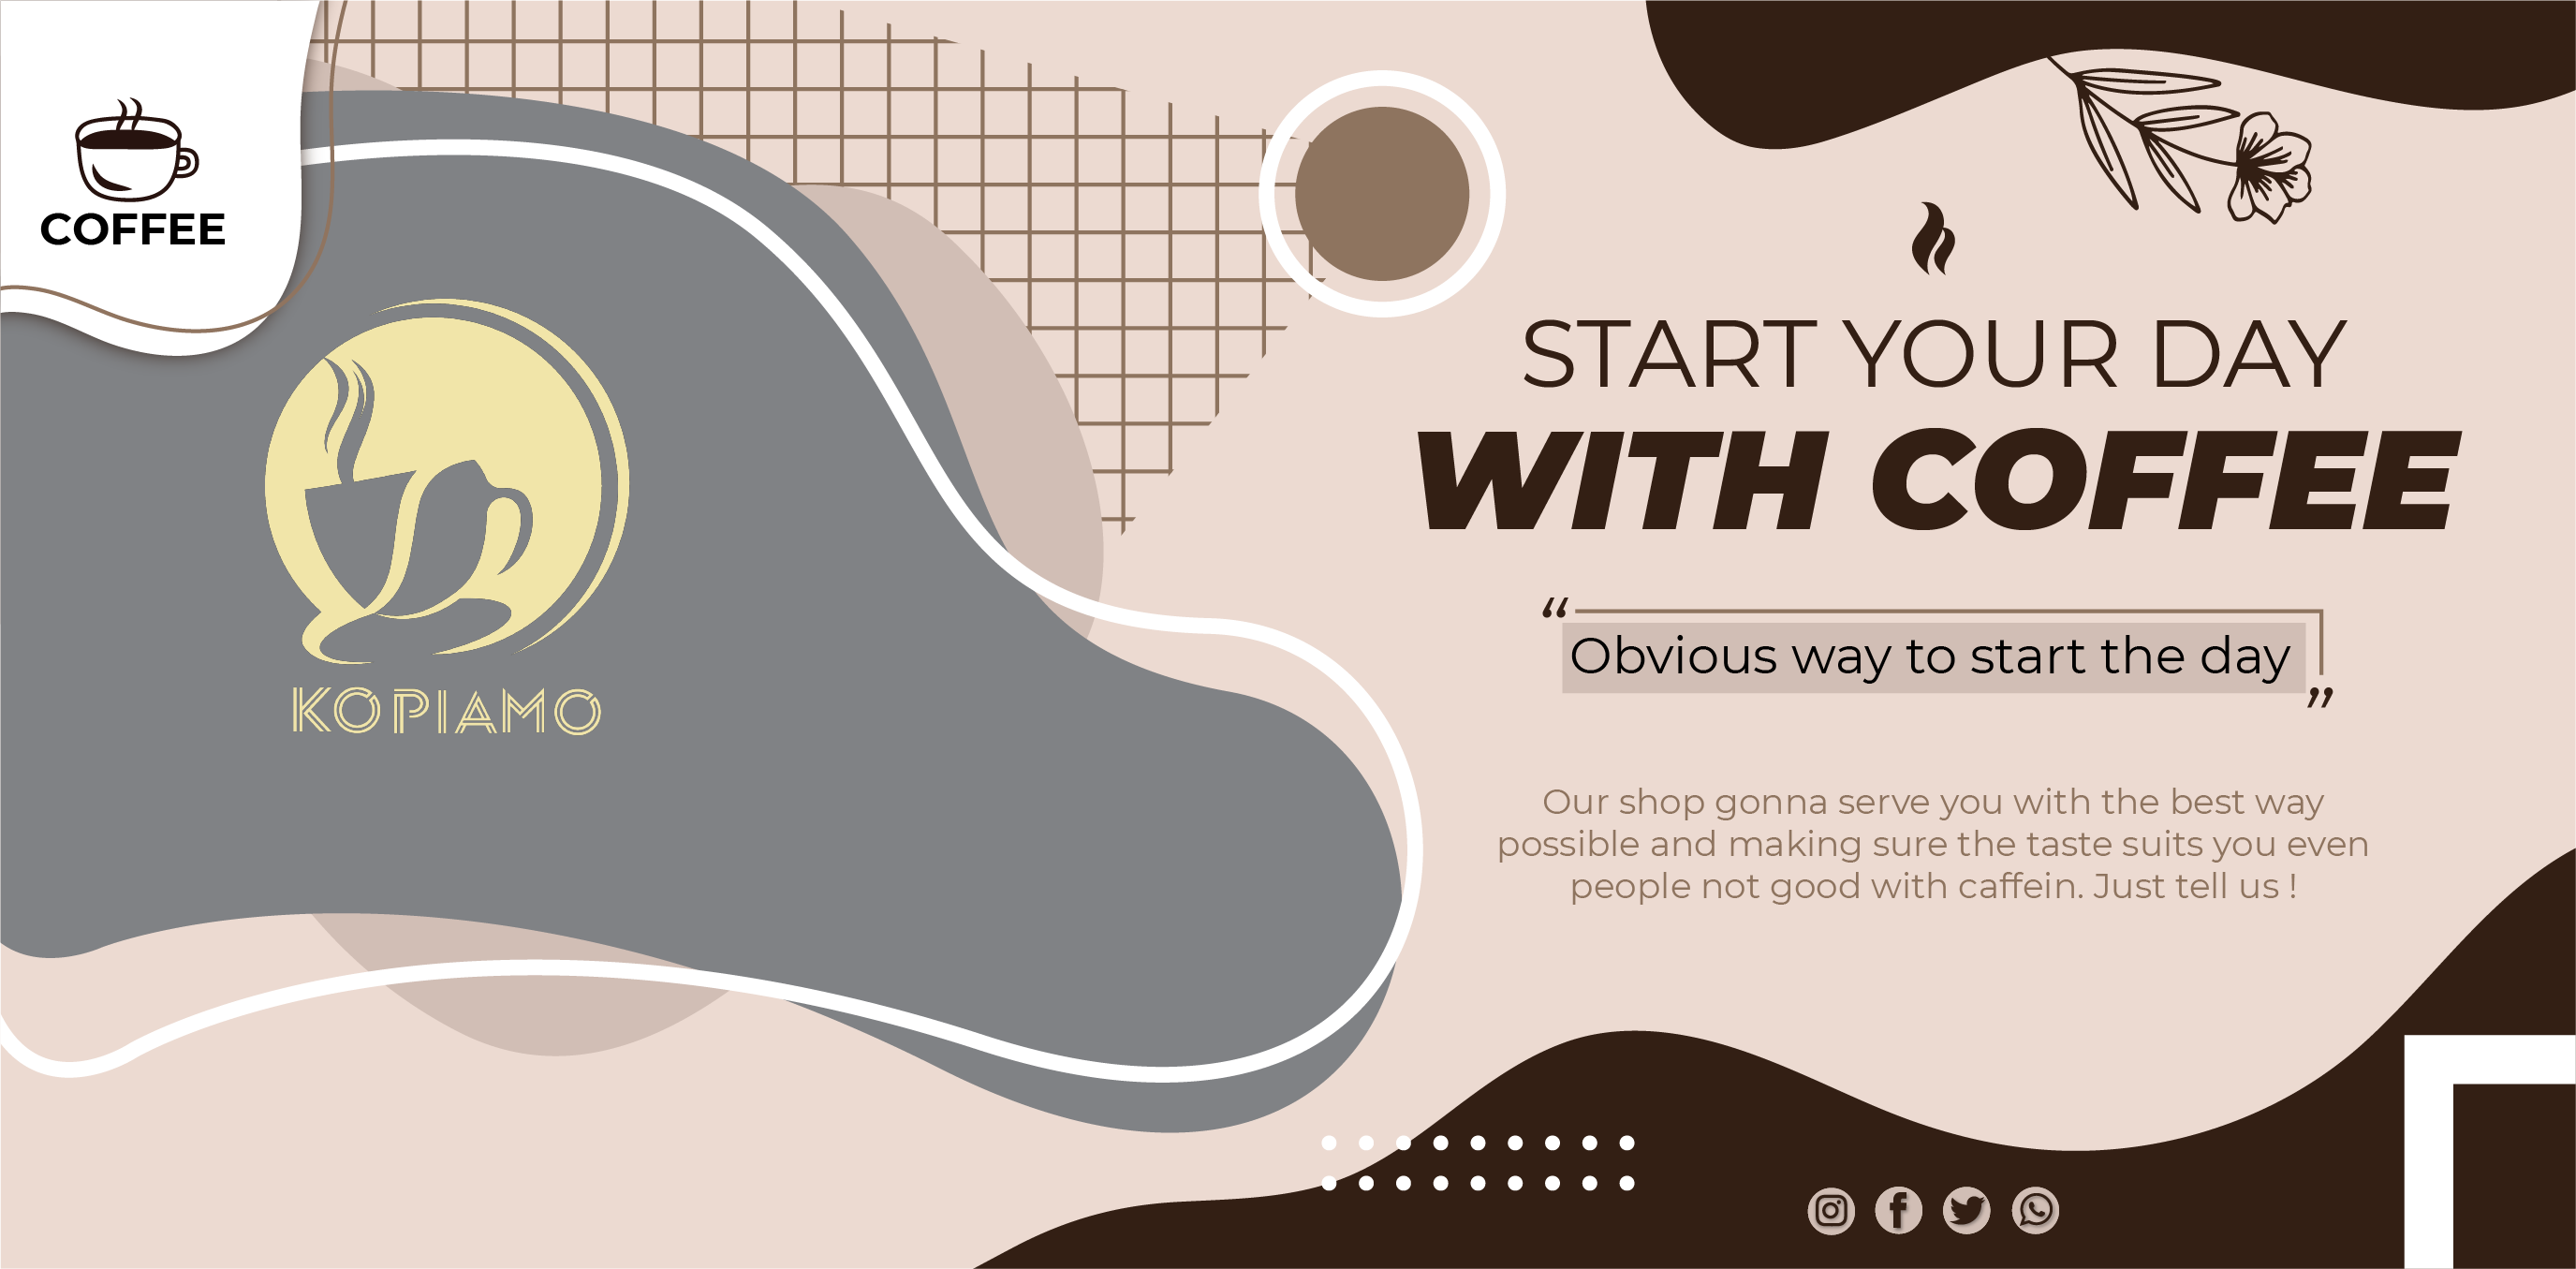 COFFEE
KOPIAMO
START YOUR DAY
WITH COFFEE
“Obvious way to start the day”
Our shop gonna serve you with the best way
possible and making sure the taste suits you even
people not good with caffein. Just tell us !